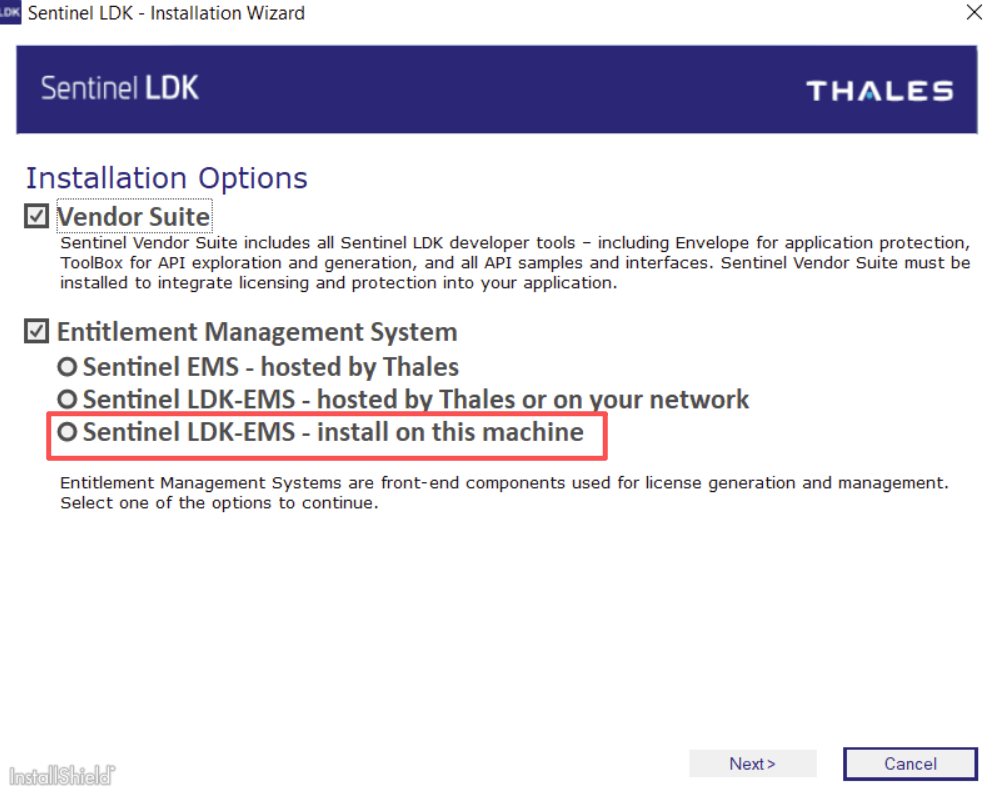 LDK Sentinel LDK - Installation Wizard
Sentinel LDK THALES
Installation Options
Vendor Suite
Sentinel Vendor Suite includes all Sentinel LDK developer tools – including Envelope for application protection,
ToolBox for API exploration and generation, and all API samples and interfaces. Sentinel Vendor Suite must be
installed to integrate licensing and protection into your application.
Entitlement Management System
Sentinel EMS - hosted by Thales
Sentinel LDK-EMS - hosted by Thales or on your network
Sentinel LDK-EMS - install on this machine
Entitlement Management Systems are front-end components used for license generation and management.
Select one of the options to continue.
Next>
Cancel
InstallShield